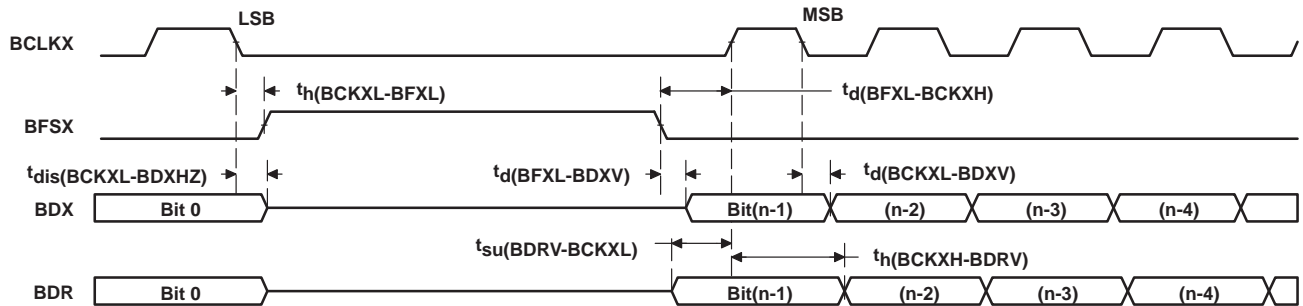 LSB MSB
BCLKX
th(BCKXL-BFXL) td(BFXL-BCKXH)
BFSX
tdis(BCKXL-BDXHZ) td(BFXL-BDXV) td(BCKXL-BDXV)
BDX Bit 0 Bit(n-1) (n-2) (n-3) (n-4)
tsu(BDRV-BCKXL) th(BCKXH-BDRV)
BDR Bit 0 Bit(n-1) (n-2) (n-3) (n-4)